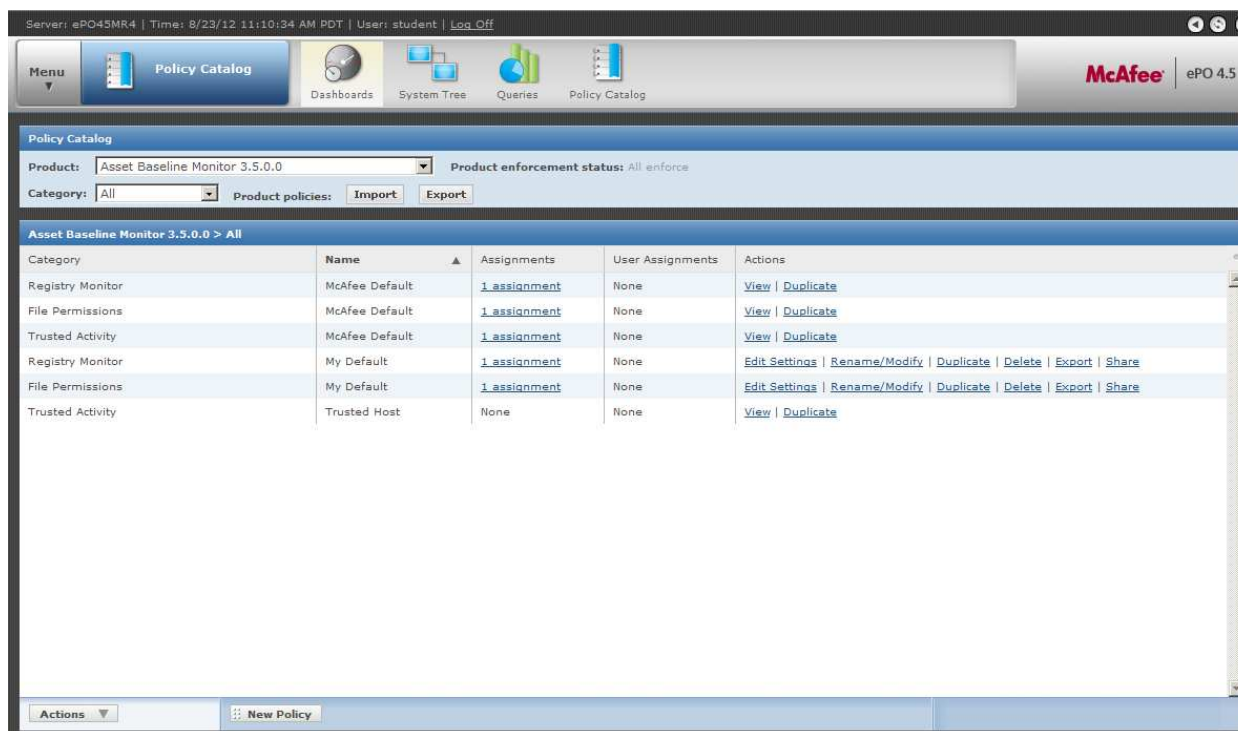 Server: ePO45MR4 | Time: 8/23/12 11:10:34 AM PDT | User: student | Log Off
Menu
Policy Catalog
Dashboards
System Tree
Queries
Policy Catalog
McAfee
ePO 4.5
Policy Catalog
Product: Asset Baseline Monitor 3.5.0.0 Product enforcement status: All enforce
Category: All Product policies: Import Export
Asset Baseline Monitor 3.5.0.0 > All
Category Name Assignments User Assignments Actions
Registry Monitor McAfee Default 1 assignment None View | Duplicate
File Permissions McAfee Default 1 assignment None View | Duplicate
Trusted Activity McAfee Default 1 assignment None View | Duplicate
Registry Monitor My Default 1 assignment None Edit Settings | Rename/Modify | Duplicate | Delete | Export | Share
File Permissions My Default 1 assignment None Edit Settings | Rename/Modify | Duplicate | Delete | Export | Share
Trusted Activity Trusted Host None None View | Duplicate
Actions New Policy